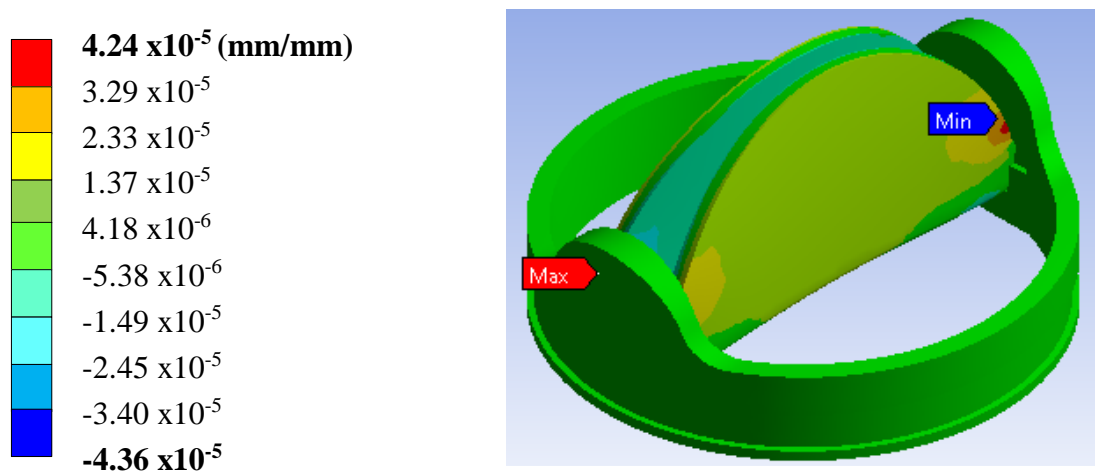 4.24 x10⁻⁵ (mm/mm)
3.29 x10⁻⁵
2.33 x10⁻⁵
1.37 x10⁻⁵
4.18 x10⁻⁶
-5.38 x10⁻⁶
-1.49 x10⁻⁵
-2.45 x10⁻⁵
-3.40 x10⁻⁵
-4.36 x10⁻⁵
Min
Max